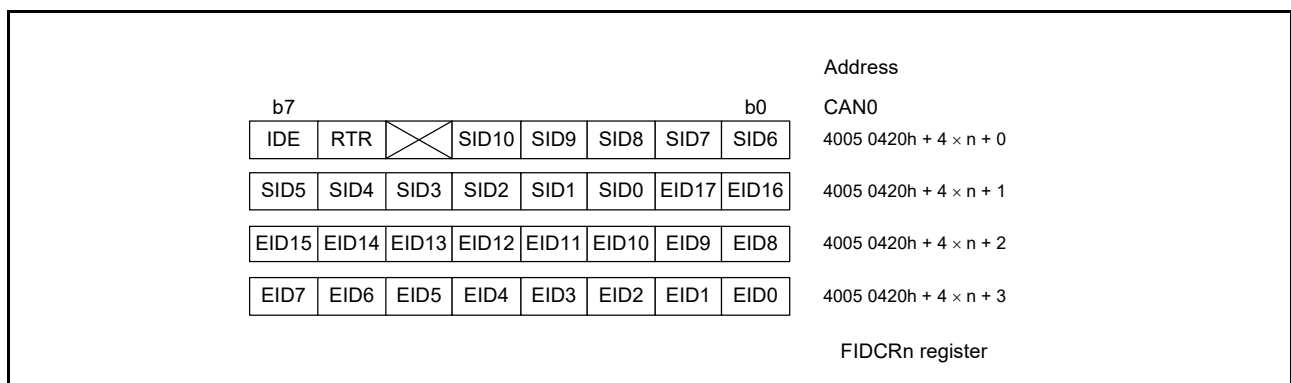 Address
b7 b0 CAN0
IDE RTR SID10 SID9 SID8 SID7 SID6 4005 0420h + 4 × n + 0
SID5 SID4 SID3 SID2 SID1 SID0 EID17 EID16 4005 0420h + 4 × n + 1
EID15 EID14 EID13 EID12 EID11 EID10 EID9 EID8 4005 0420h + 4 × n + 2
EID7 EID6 EID5 EID4 EID3 EID2 EID1 EID0 4005 0420h + 4 × n + 3
FIDCRn register